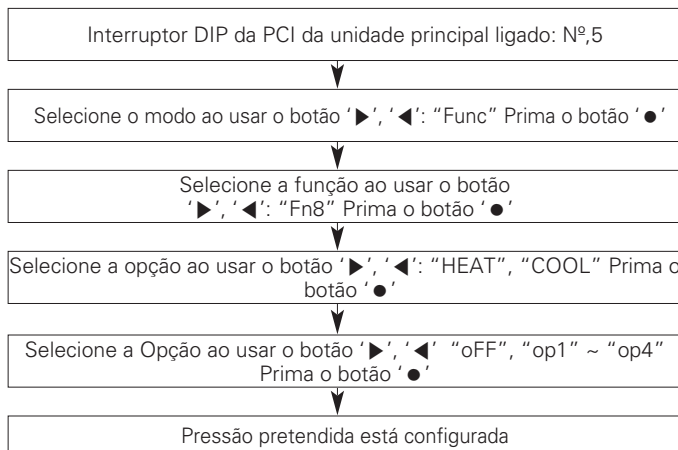 Interruptor DIP da PCI da unidade principal ligado: Nº,5
Selecione o modo ao usar o botão ‘▶’, ‘◀’: “Func” Prima o botão ‘●’
Selecione a função ao usar o botão
‘▶’, ‘◀’: “Fn8” Prima o botão ‘●’
Selecione a opção ao usar o botão ‘▶’, ‘◀’: “HEAT”, “COOL” Prima o
botão ‘●’
Selecione a Opção ao usar o botão ‘▶’, ‘◀’ “oFF”, “op1” ~ “op4”
Prima o botão ‘●’
Pressão pretendida está configurada